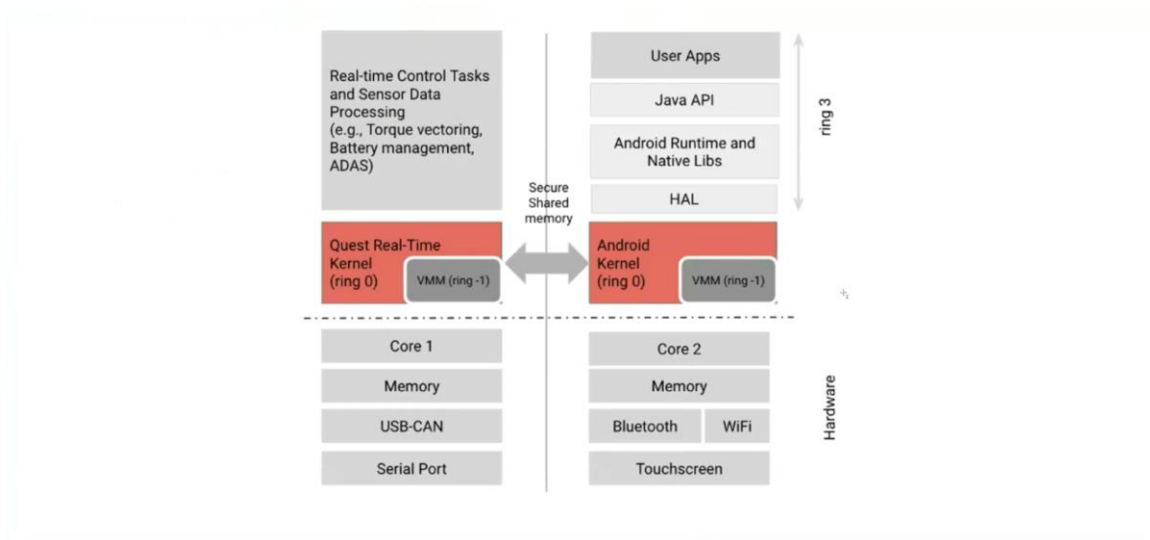 Real-time Control Tasks
and Sensor Data
Processing
(e.g., Torque vectoring,
Battery management,
ADAS)
Quest Real-Time
Kernel
(ring 0)
VMM (ring -1)
Core 1
Memory
USB-CAN
Serial Port
Secure
Shared
memory
User Apps
Java API
Android Runtime and
Native Libs
HAL
Android
Kernel
(ring 0)
VMM (ring -1)
Core 2
Memory
Bluetooth
WiFi
Touchscreen
ring 3
Hardware